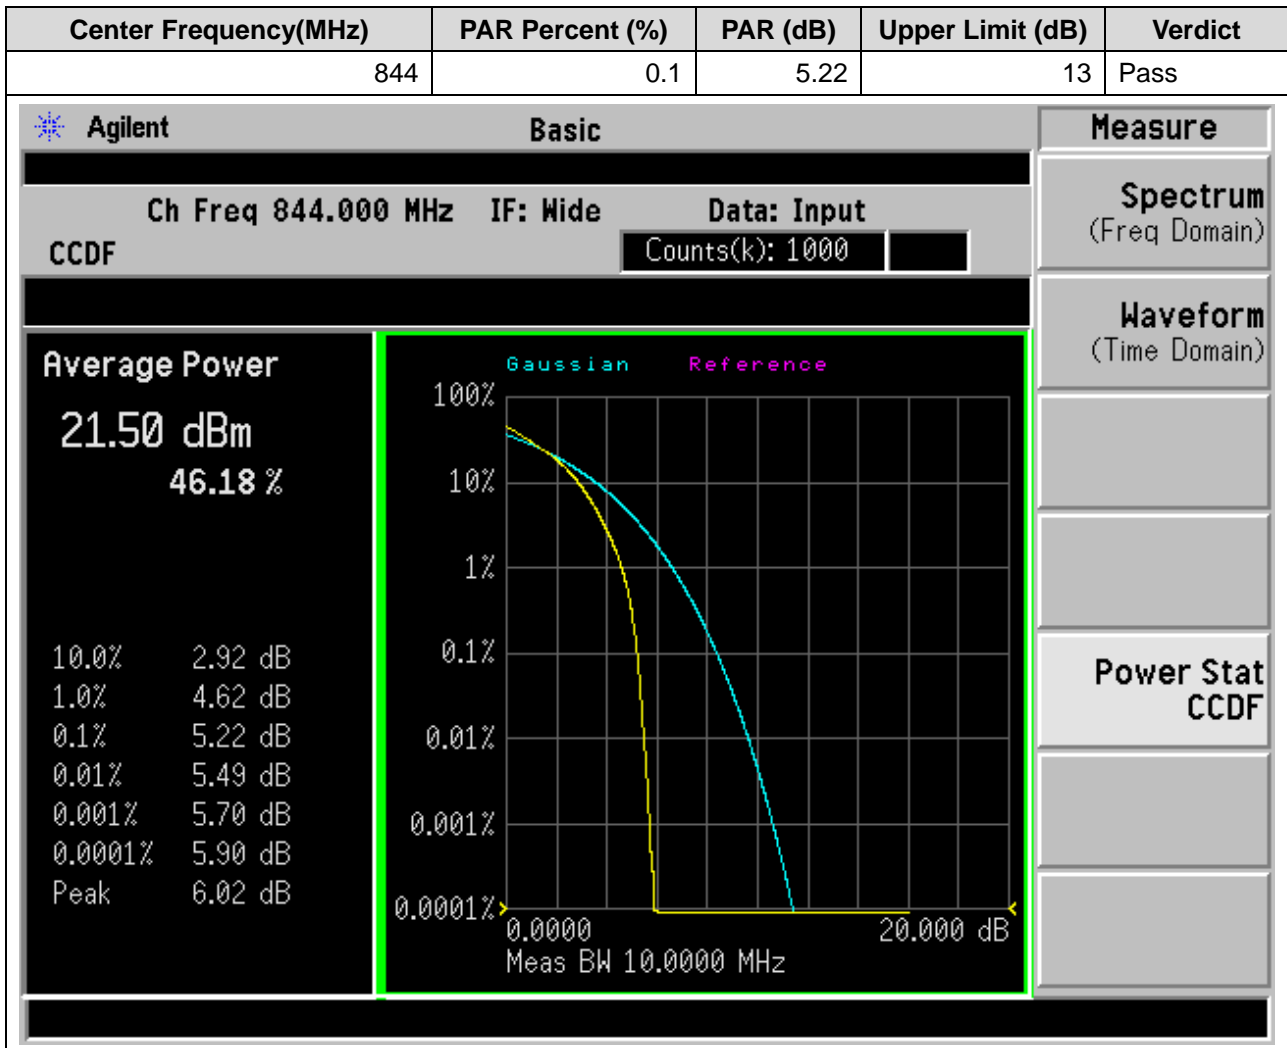 Center Frequency(MHz) PAR Percent (%) PAR (dB) Upper Limit (dB) Verdict
844 0.1 5.22 13 Pass
Agilent Basic Measure
Ch Freq 844.000 MHz IF: Wide Data: Input
CCDF Counts(k): 1000
Spectrum
(Freq Domain)
Waveform
(Time Domain)
Power Stat
CCDF
Average Power
21.50 dBm
46.18 %
10.0% 2.92 dB
1.0% 4.62 dB
0.1% 5.22 dB
0.01% 5.49 dB
0.001% 5.70 dB
0.0001% 5.90 dB
Peak 6.02 dB
Gaussian Reference
100%
10%
1%
0.1%
0.01%
0.001%
0.0001%
0.0000 20.000 dB
Meas BW 10.0000 MHz